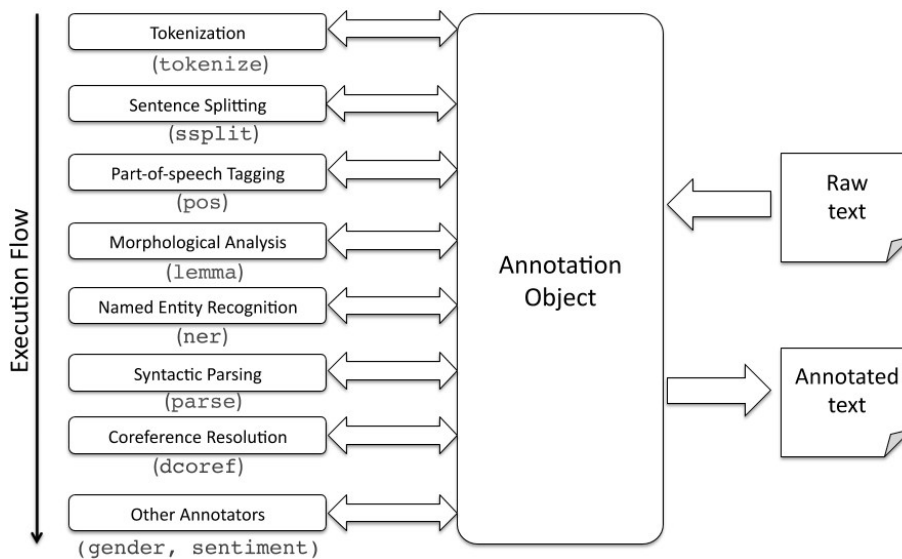 Execution Flow
Tokenization
(tokenize)
Sentence Splitting
(ssplit)
Part-of-speech Tagging
(pos)
Morphological Analysis
(lemma)
Named Entity Recognition
(ner)
Syntactic Parsing
(parse)
Coreference Resolution
(dcoref)
Other Annotators
(gender, sentiment)
Annotation
Object
Raw
text
Annotated
text